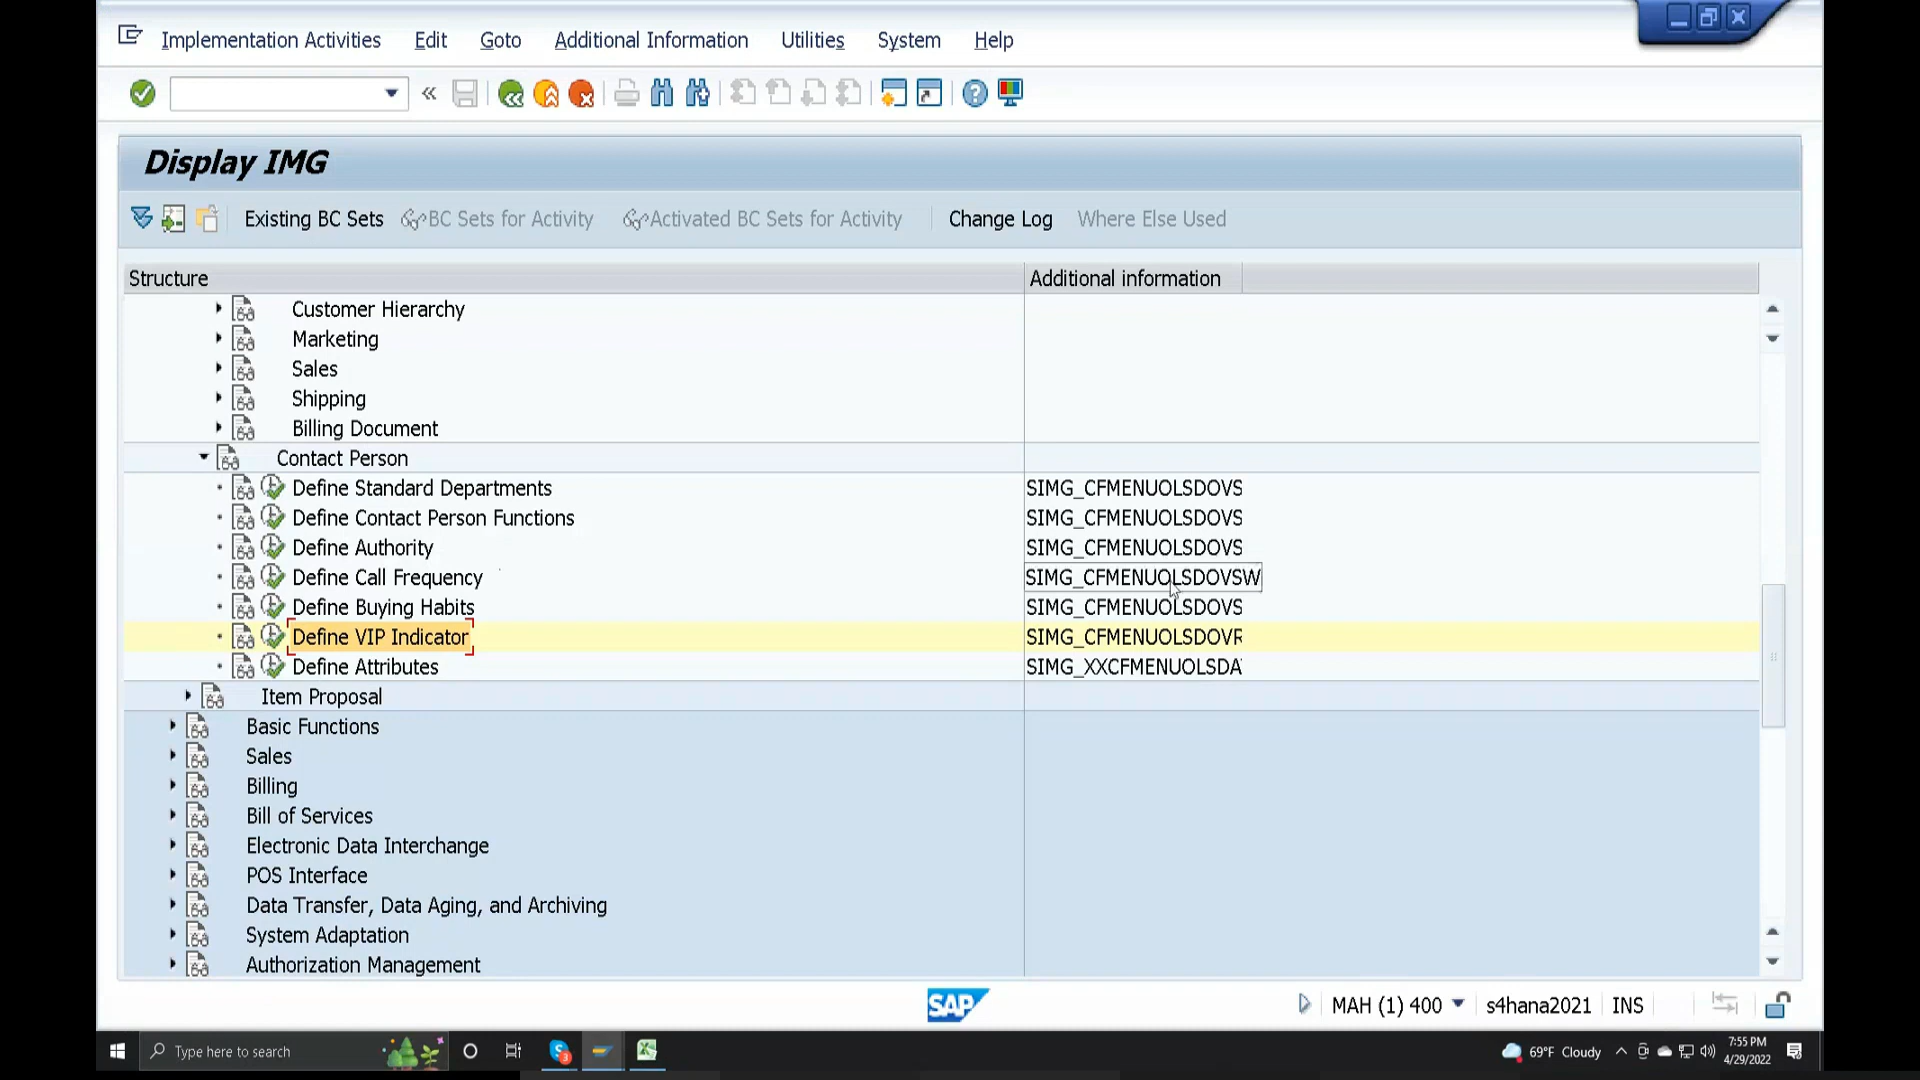 Implementation Activities Edit Goto Additional Information Utilities System Help
Display IMG
Existing BC Sets BC Sets for Activity Activated BC Sets for Activity Change Log Where Else Used
Structure Additional information
Customer Hierarchy
Marketing
Sales
Shipping
Billing Document
Contact Person
Define Standard Departments SIMG_CFMENUOLSDOVS
Define Contact Person Functions SIMG_CFMENUOLSDOVS
Define Authority SIMG_CFMENUOLSDOVS
Define Call Frequency SIMG_CFMENUOLSDOVSW
Define Buying Habits SIMG_CFMENUOLSDOVS
Define VIP Indicator SIMG_CFMENUOLSDOVR
Define Attributes SIMG_XXCFMENUOLSDA
Item Proposal
Basic Functions
Sales
Billing
Bill of Services
Electronic Data Interchange
POS Interface
Data Transfer, Data Aging, and Archiving
System Adaptation
Authorization Management
SAP MAH (1) 400 s4hana2021 INS
Type here to search 3 69°F Cloudy 7:55 PM
4/29/2022